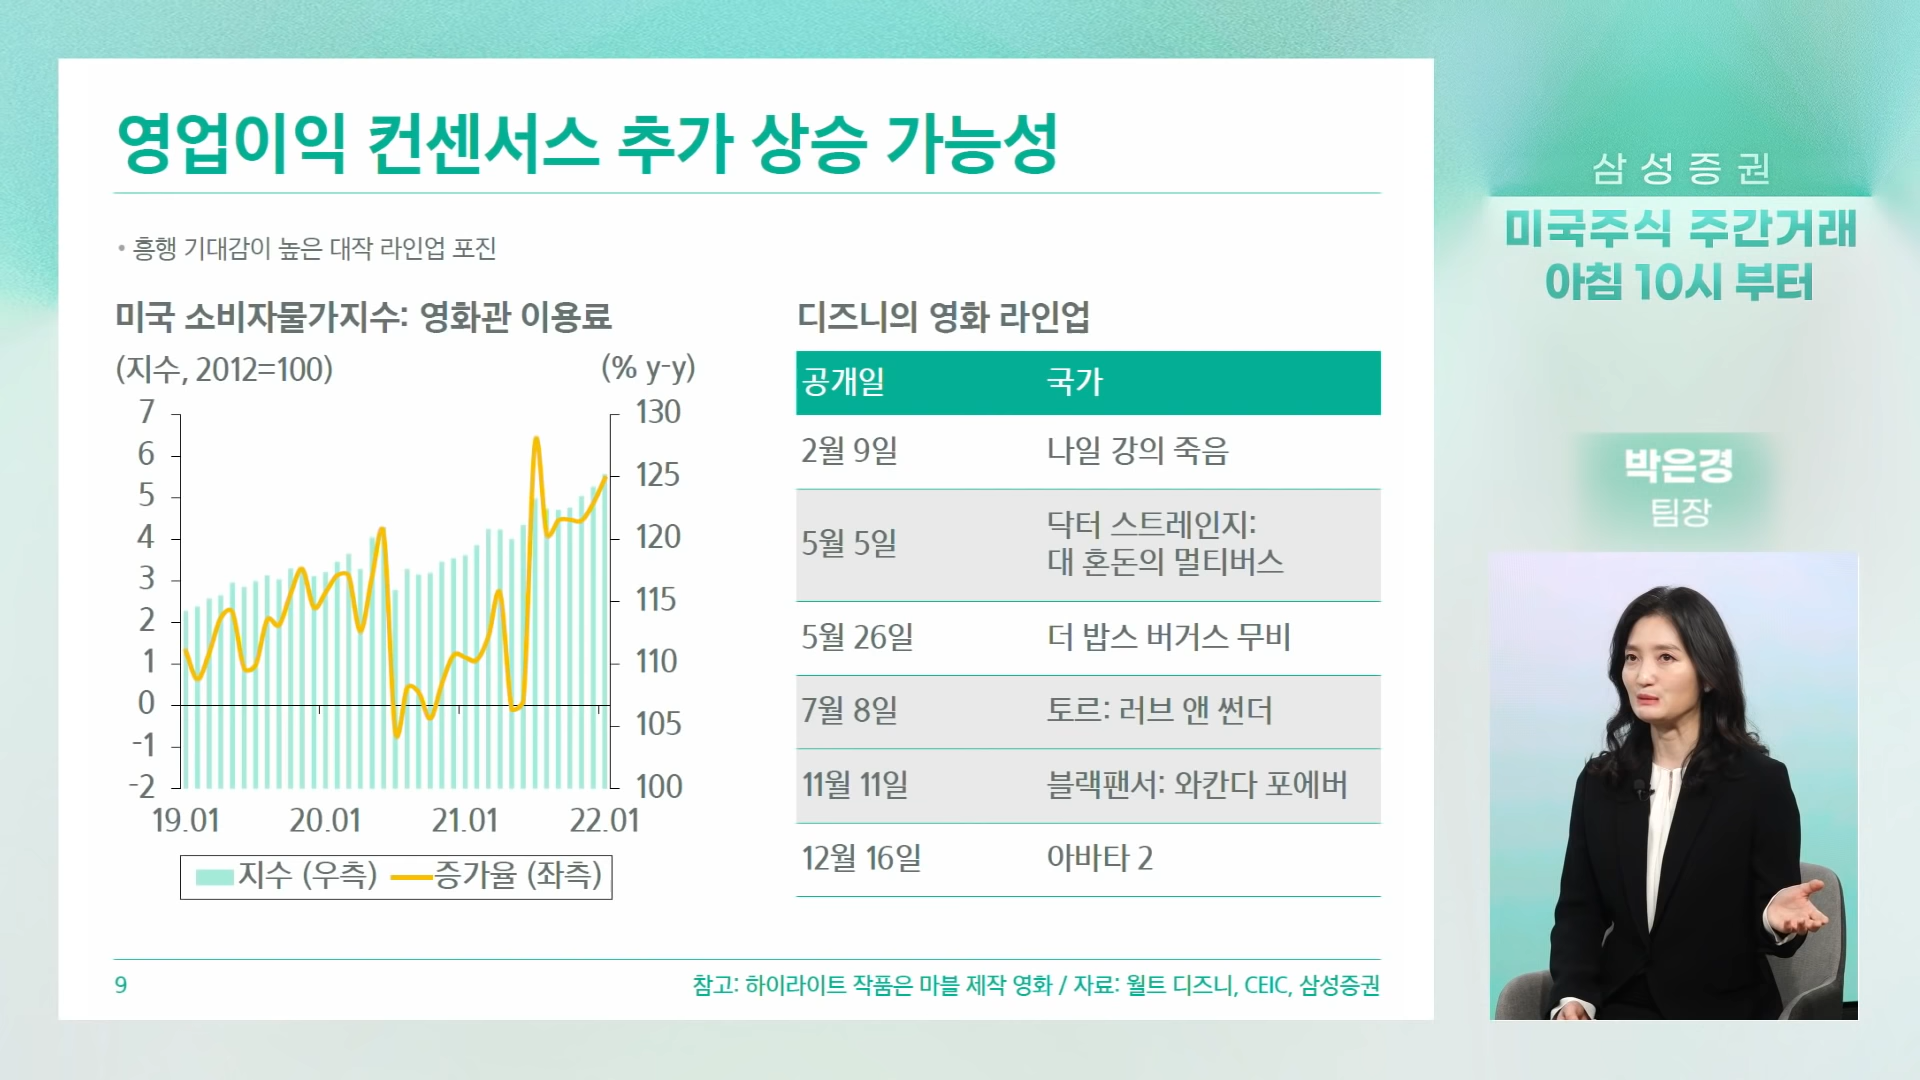 영업이익 컨센서스 추가 상승 가능성
• 흥행 기대감이 높은 대작 라인업 포진
미국 소비자물가지수: 영화관 이용료
(지수, 2012=100)
(% y-y)
7
6
5
4
3
2
1
0
-1
-2
130
125
120
115
110
105
100
19.01
20.01
21.01
22.01
지수 (우측)
증가율 (좌측)
디즈니의 영화 라인업
공개일 국가
2월 9일 나일 강의 죽음
5월 5일 닥터 스트레인지:
대 혼돈의 멀티버스
5월 26일 더 밥스 버거스 무비
7월 8일 토르: 러브 앤 썬더
11월 11일 블랙팬서: 와칸다 포에버
12월 16일 아바타 2
9
참고: 하이라이트 작품은 마블 제작 영화 / 자료: 월트 디즈니, CEIC, 삼성증권
삼성증권
미국주식 주간거래
아침 10시 부터
박은경
팀장